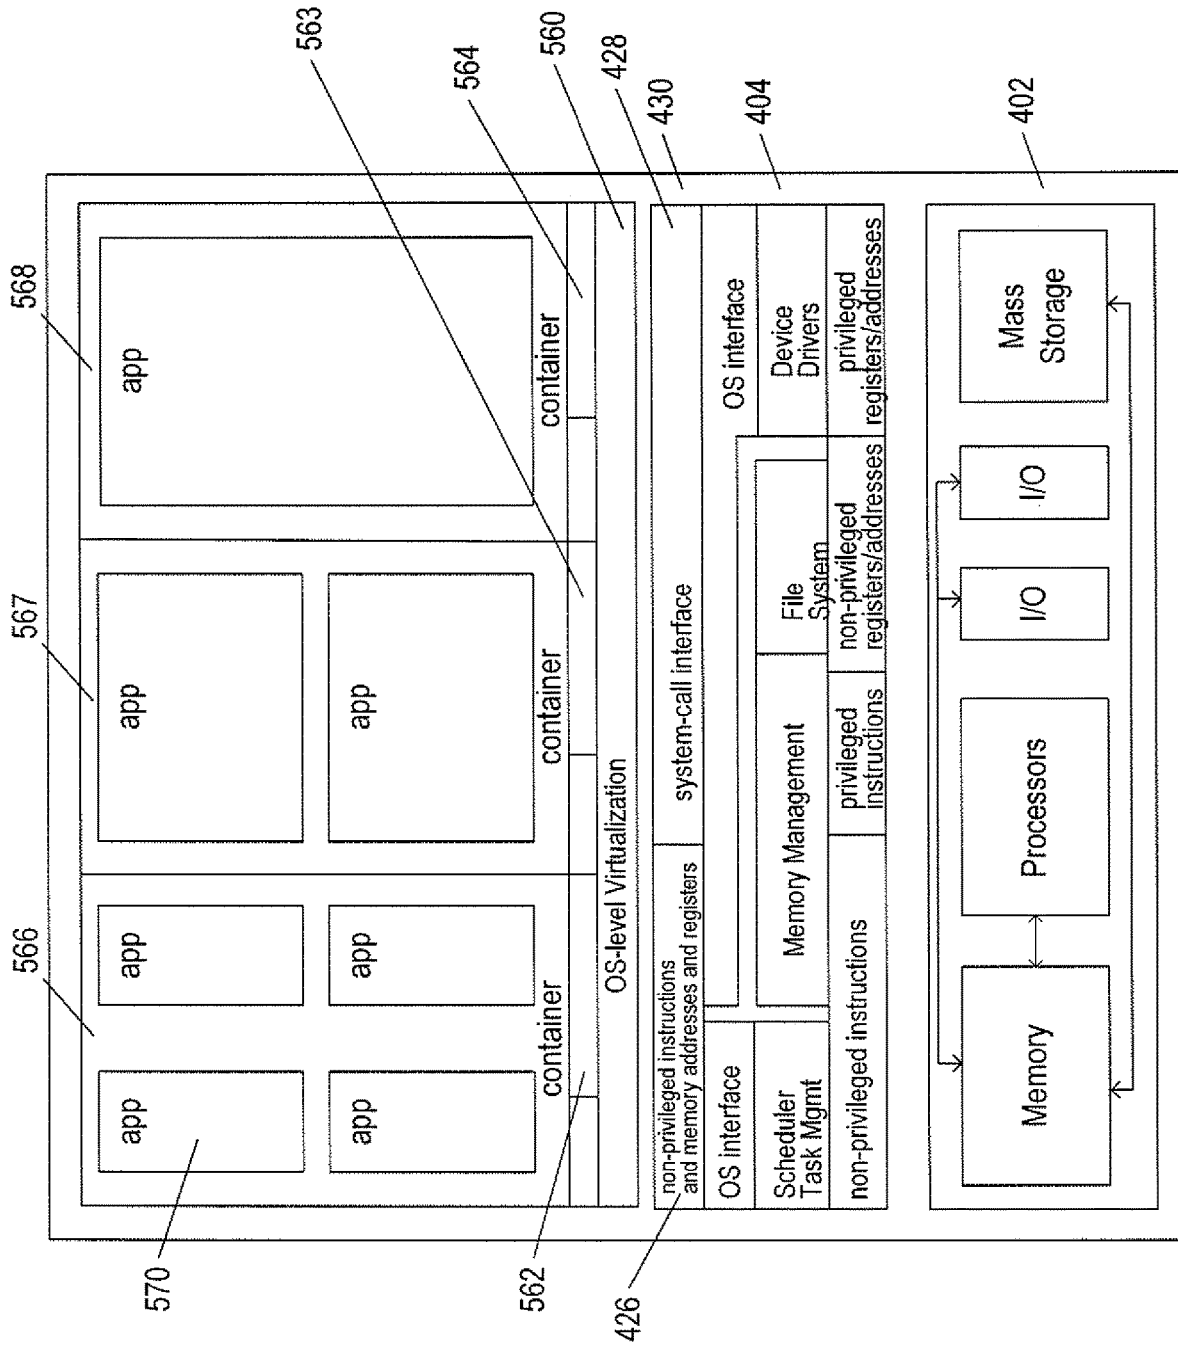 566
567
568
563
564
560
428
430
404
402
570
562
426
app
app
app
app
container
app
app
container
app
container
OS-level Virtualization
non-privileged instructions
and memory addresses and registers
system-call interface
OS interface
OS interface
Scheduler
Task Mgmt
Memory Management
File
System
Device
Drivers
non-privileged instructions
privileged
instructions
non-privileged
registers/addresses
privileged
registers/addresses
Memory
Processors
I/O
I/O
Mass
Storage